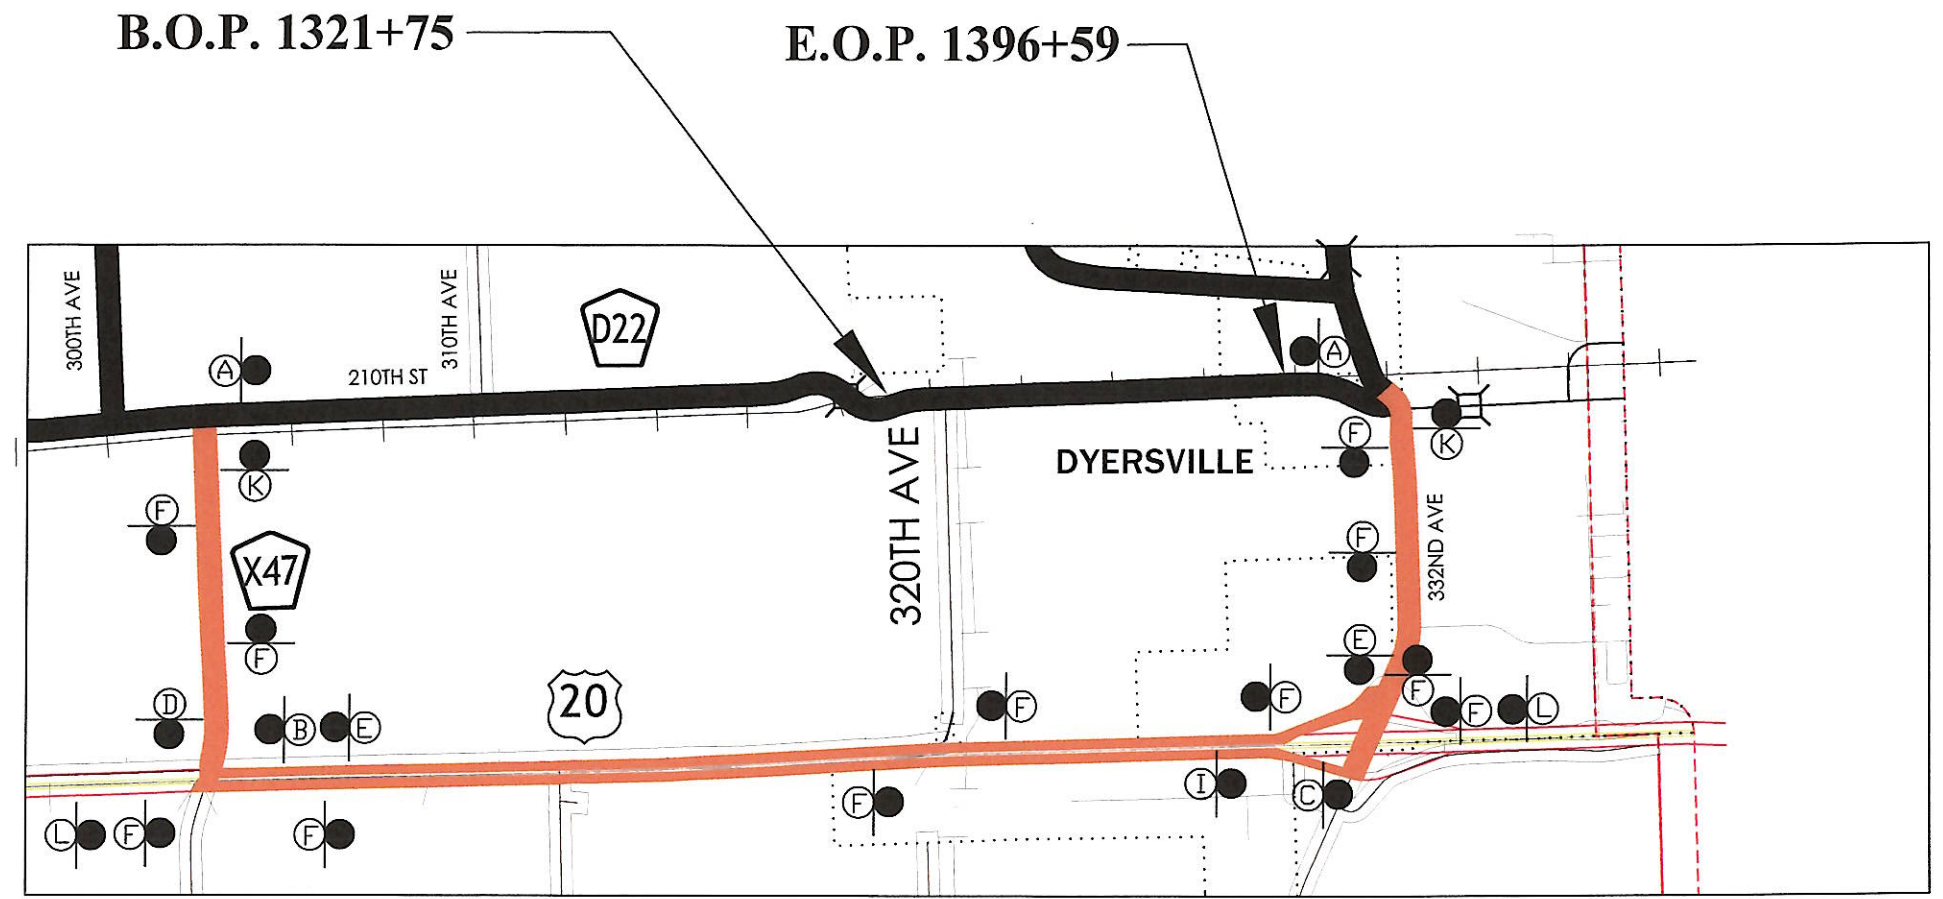 B.O.P. 1321+75
E.O.P. 1396+59
300TH AVE
310TH AVE
D22
A
210TH ST
A
K
F
320TH AVE
DYERSVILLE
F
K
X47
F
332ND AVE
F
D
B
E
20
F
F
E
F
F
L
L
F
F
F
I
C